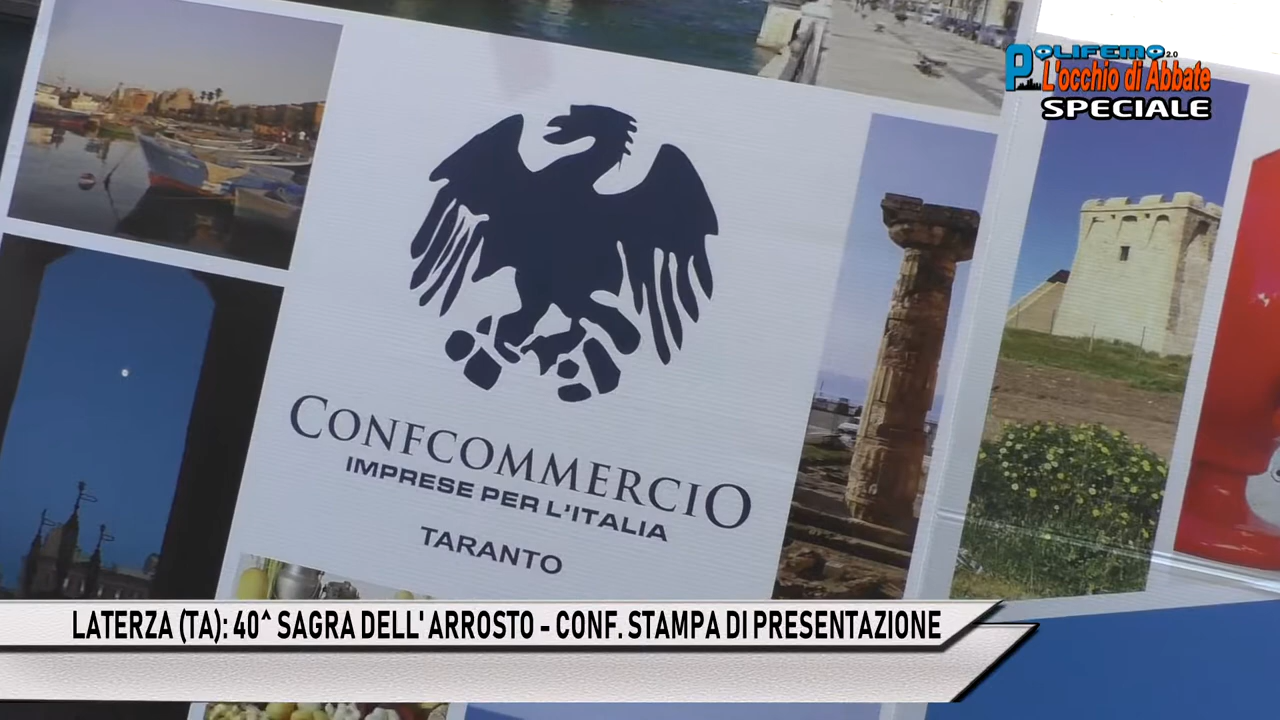 POLIFEMO 2.0
L'occhio di Abbate
SPECIALE
CONFCOMMERCIO
IMPRESE PER L'ITALIA
TARANTO
LATERZA (TA): 40^ SAGRA DELL' ARROSTO - CONF. STAMPA DI PRESENTAZIONE